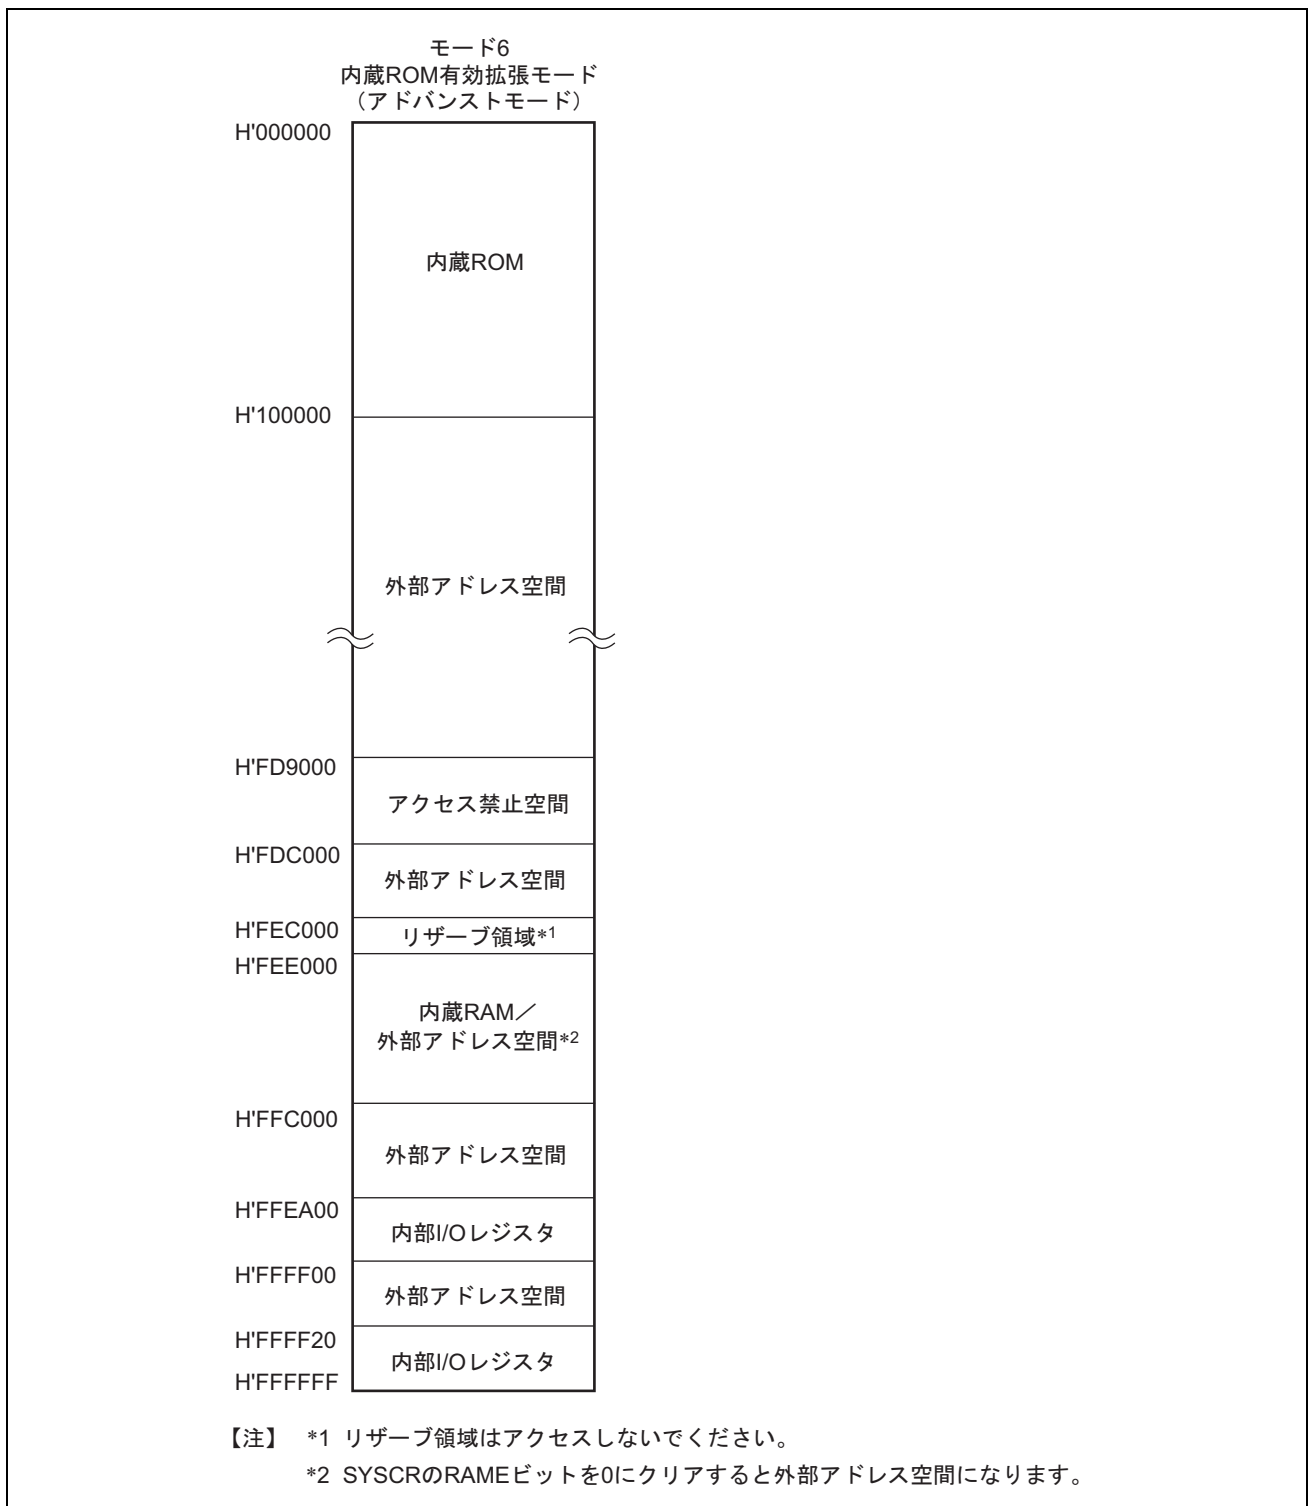 モード6
内蔵ROM有効拡張モード
（アドバンストモード）
H'000000
内蔵ROM
H'100000
外部アドレス空間
H'FD9000
アクセス禁止空間
H'FDC000
外部アドレス空間
H'FEC000
リザーブ領域*1
H'FEE000
内蔵RAM／
外部アドレス空間*2
H'FFC000
外部アドレス空間
H'FFEA00
内部I/Oレジスタ
H'FFFF00
外部アドレス空間
H'FFFF20
内部I/Oレジスタ
H'FFFFFF
【注】 *1 リザーブ領域はアクセスしないでください。
*2 SYSCRのRAMEビットを0にクリアすると外部アドレス空間になります。